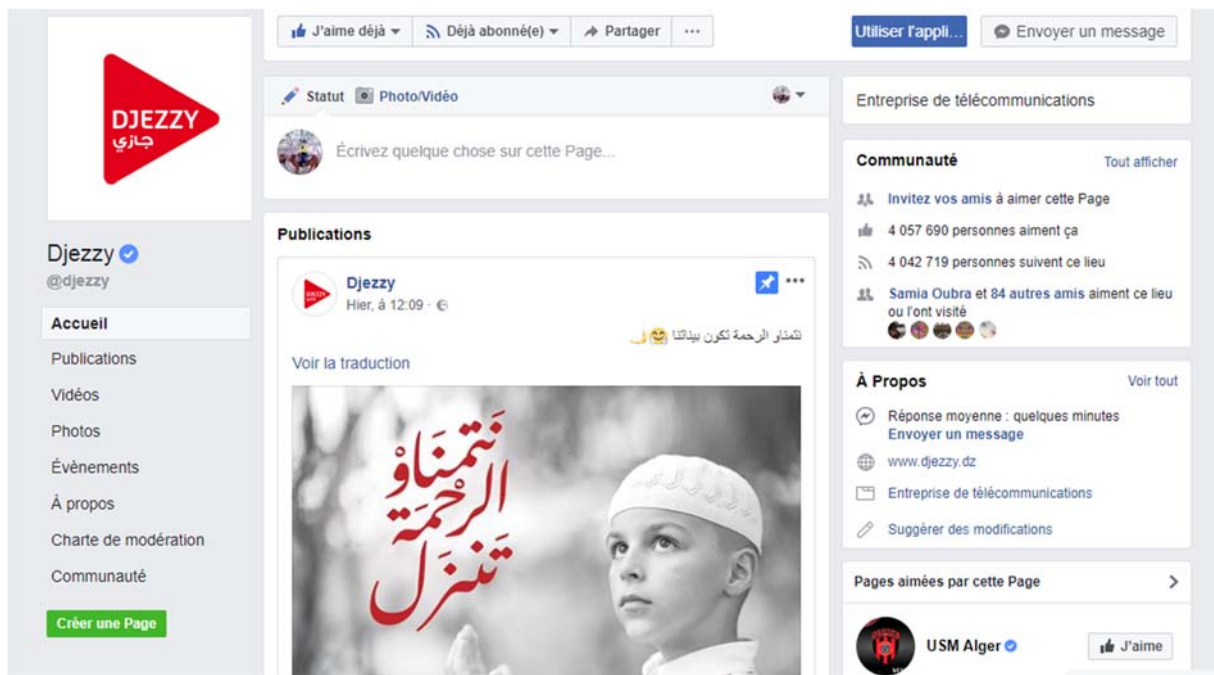 DJEZZY
جازي
Djezzy
@djezzy
Accueil
Publications
Vidéos
Photos
Évènements
À propos
Charte de modération
Communauté
Créer une Page
J'aime déjà
Déjà abonné(e)
Partager
Utiliser l'appli...
Envoyer un message
Statut
Photo/Vidéo
Écrivez quelque chose sur cette Page...
Publications
Djezzy
Hier, à 12:09
نتمناو الرحمة تكون بيناتنا
Voir la traduction
نَتمنَاوْ
الرحْمَة
تَنزَل
Entreprise de télécommunications
Communauté
Tout afficher
Invitez vos amis à aimer cette Page
4 057 690 personnes aiment ça
4 042 719 personnes suivent ce lieu
Samia Oubra et 84 autres amis aiment ce lieu
ou l'ont visité
À Propos
Voir tout
Réponse moyenne : quelques minutes
Envoyer un message
www.djezzy.dz
Entreprise de télécommunications
Suggérer des modifications
Pages aimées par cette Page
USM Alger
J'aime